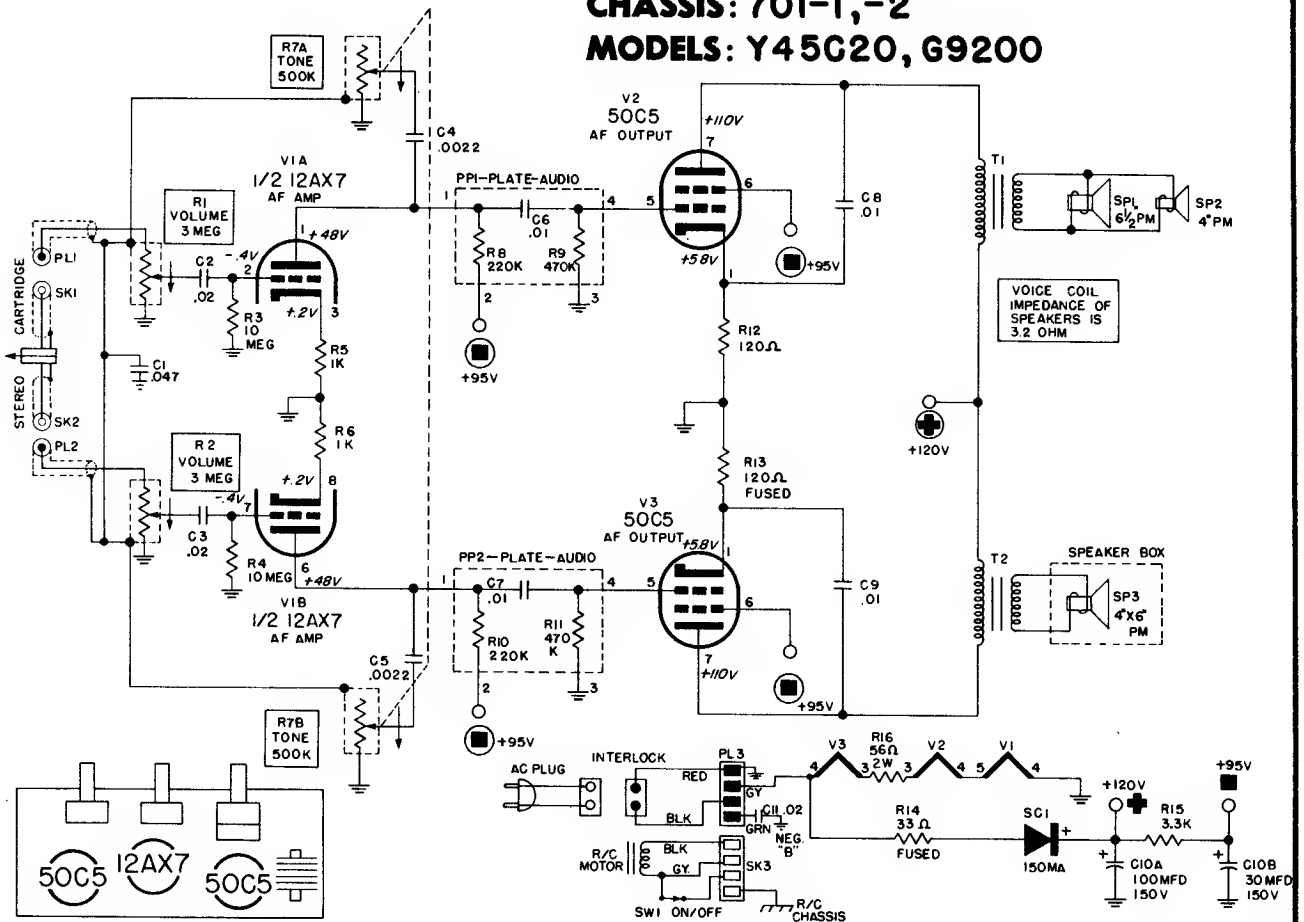 CHASSIS: 701-1,-2
MODELS: Y45C20, G9200
R7A
TONE
500K
C4
.0022
V1A
1/2 12AX7
AF AMP
R1
VOLUME
3 MEG
1
+48V
-.4V
2
C2
.02
R3
10
MEG
+.2V
3
R5
1K
PL1
SK1
STEREO CARTRIDGE
C1
.047
SK2
PL2
R2
VOLUME
3 MEG
R6
1K
+.2V
8
-.4V
7
C3
.02
R4
10 MEG
6
+48V
V1B
1/2 12AX7
AF AMP
C5
.0022
R7B
TONE
500K
PP1-PLATE-AUDIO
1
4
C6
.01
R8
220K
R9
470K
2
3
+95V
PP2-PLATE-AUDIO
1
4
C7
.01
R10
220K
R11
470
K
2
3
+95V
V2
50C5
AF OUTPUT
+110V
7
5
6
+5.8V
1
+95V
C8
.01
R12
120Ω
R13
120Ω
FUSED
V3
50C5
AF OUTPUT
+5.8V
1
5
6
7
+110V
+95V
C9
.01
T1
SP1
6½ PM
SP2
4" PM
VOICE COIL
IMPEDANCE OF
SPEAKERS IS
3.2 OHM
+120V
T2
SPEAKER BOX
SP3
4"X6"
PM
50C5
12AX7
50C5
AC PLUG
INTERLOCK
PL3
RED
GY
BLK
C11 .02
GRN
NEG.
"B"
R/C
MOTOR
BLK
GY.
SK3
SW1 ON/OFF
R/C
CHASSIS
4
V3
3
R16
56Ω
2W
3
V2
4
5
V1
4
R14
33 Ω
FUSED
SC1
+
150MA
+120V
R15
3.3K
+95V
+
C10A
100MFD
150V
+
C10B
30MFD
150V